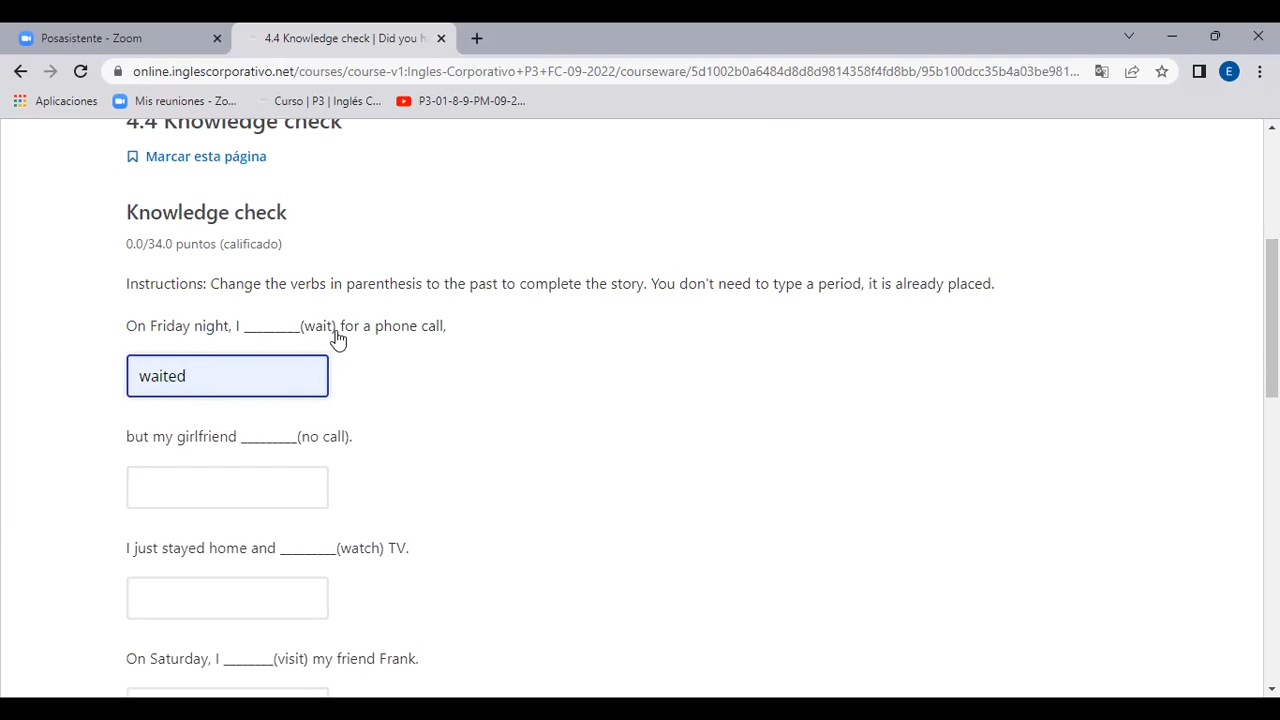 Posasistente - Zoom
4.4 Knowledge check | Did you h
online.inglescorporativo.net/courses/course-v1:Ingles-Corporativo+P3+FC-09-2022/courseware/5d1002b0a6484d8d8d9814358f4fd8bb/95b100dcc35b4a03be981...
E
Aplicaciones
Mis reuniones - Zo...
Curso | P3 | Inglés C...
P3-01-8-9-PM-09-2...
4.4 Knowledge check
Marcar esta página
Knowledge check
0.0/34.0 puntos (calificado)
Instructions: Change the verbs in parenthesis to the past to complete the story. You don't need to type a period, it is already placed.
On Friday night, I ________(wait) for a phone call,
waited
but my girlfriend ________(no call).
I just stayed home and ________(watch) TV.
On Saturday, I _______(visit) my friend Frank.